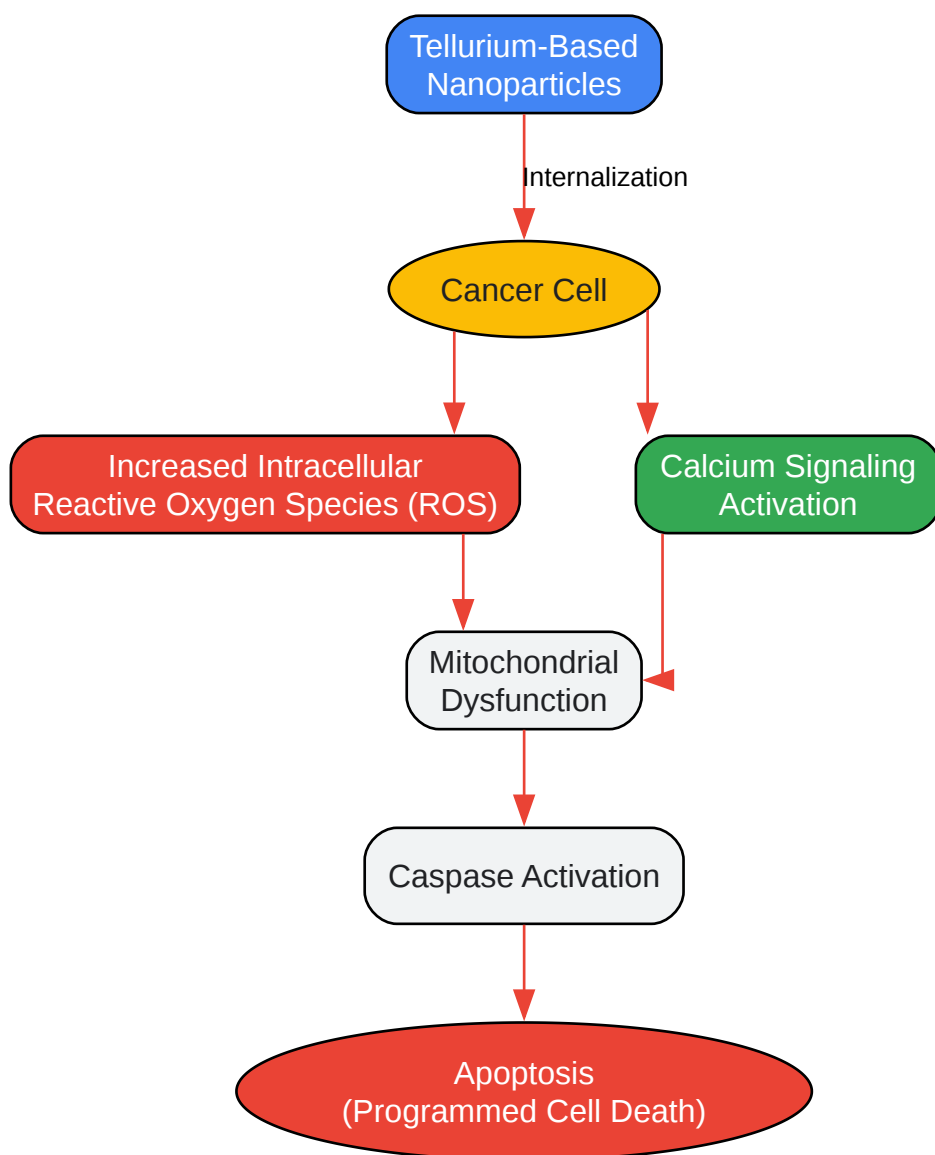 Tellurium-Based
Nanoparticles
Internalization
Cancer Cell
Increased Intracellular
Reactive Oxygen Species (ROS)
Calcium Signaling
Activation
Mitochondrial
Dysfunction
Caspase Activation
Apoptosis
(Programmed Cell Death)